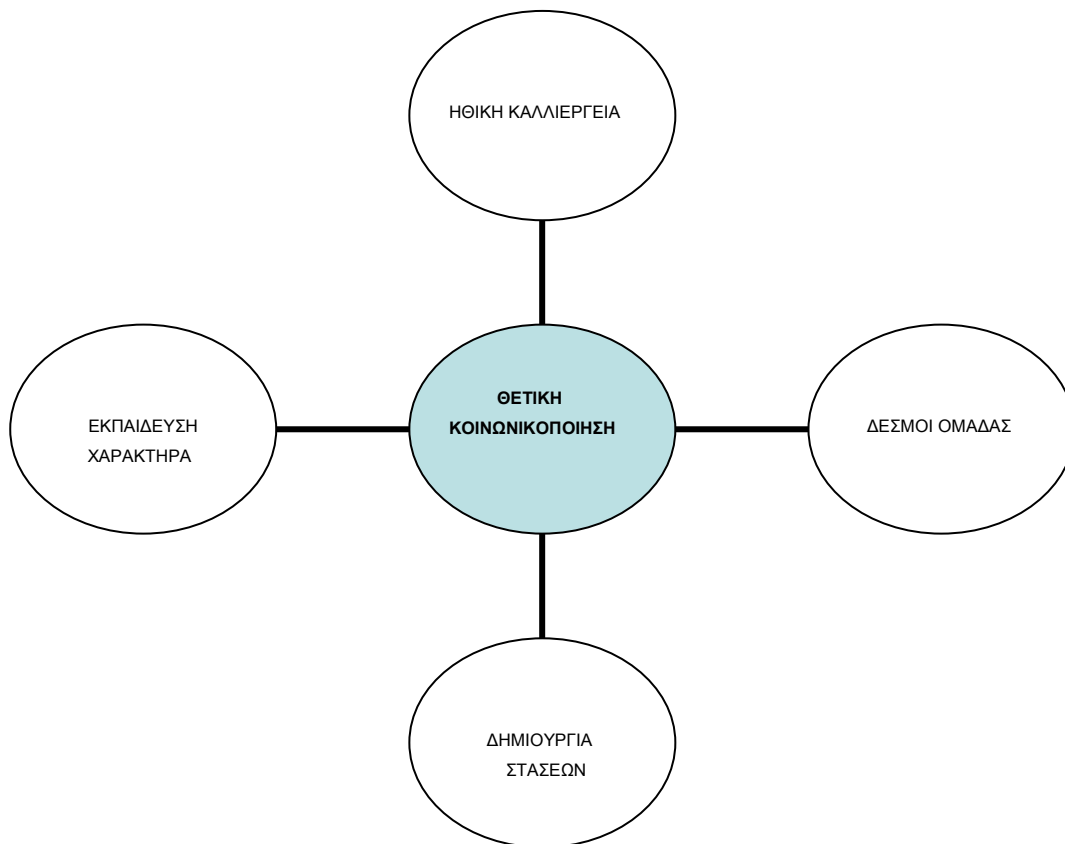 ΗΘΙΚΗ ΚΑΛΛΙΕΡΓΕΙΑ
ΕΚΠΑΙΔΕΥΣΗ
ΧΑΡΑΚΤΗΡΑ
ΘΕΤΙΚΗ
ΚΟΙΝΩΝΙΚΟΠΟΙΗΣΗ
ΔΕΣΜΟΙ ΟΜΑΔΑΣ
ΔΗΜΙΟΥΡΓΙΑ
ΣΤΑΣΕΩΝ